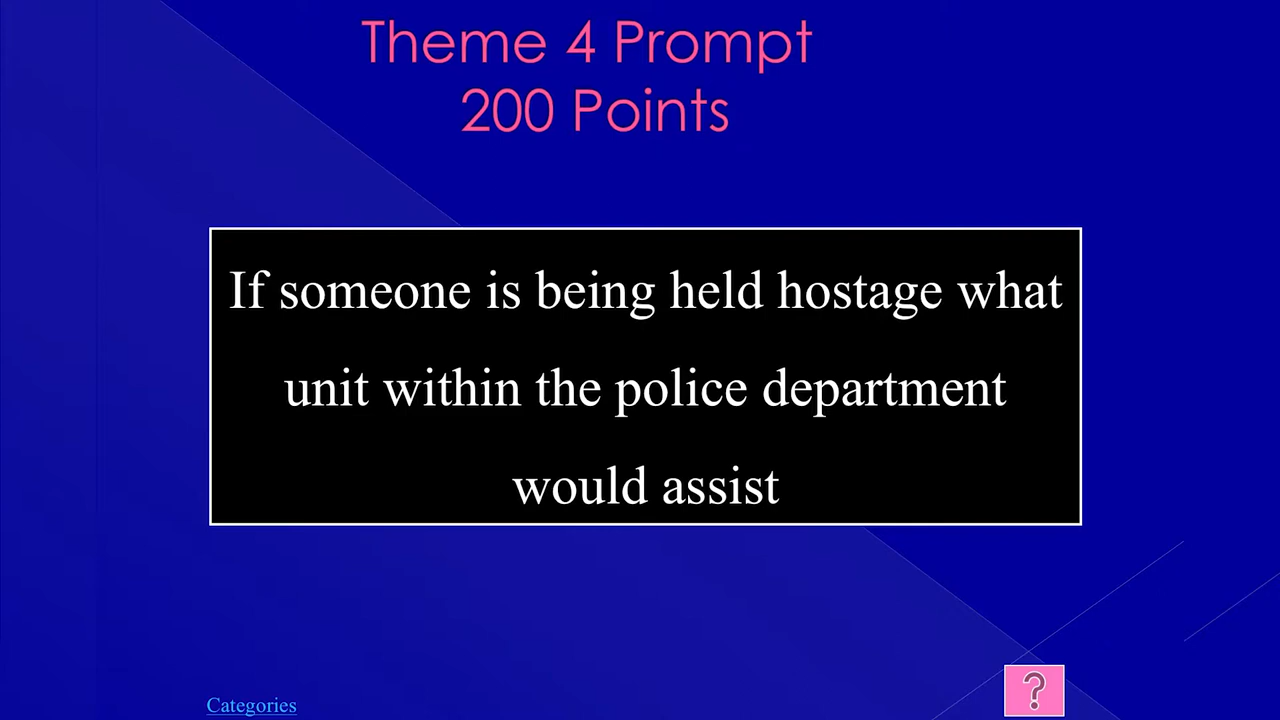 Theme 4 Prompt
200 Points
If someone is being held hostage what
unit within the police department
would assist
Categories
?